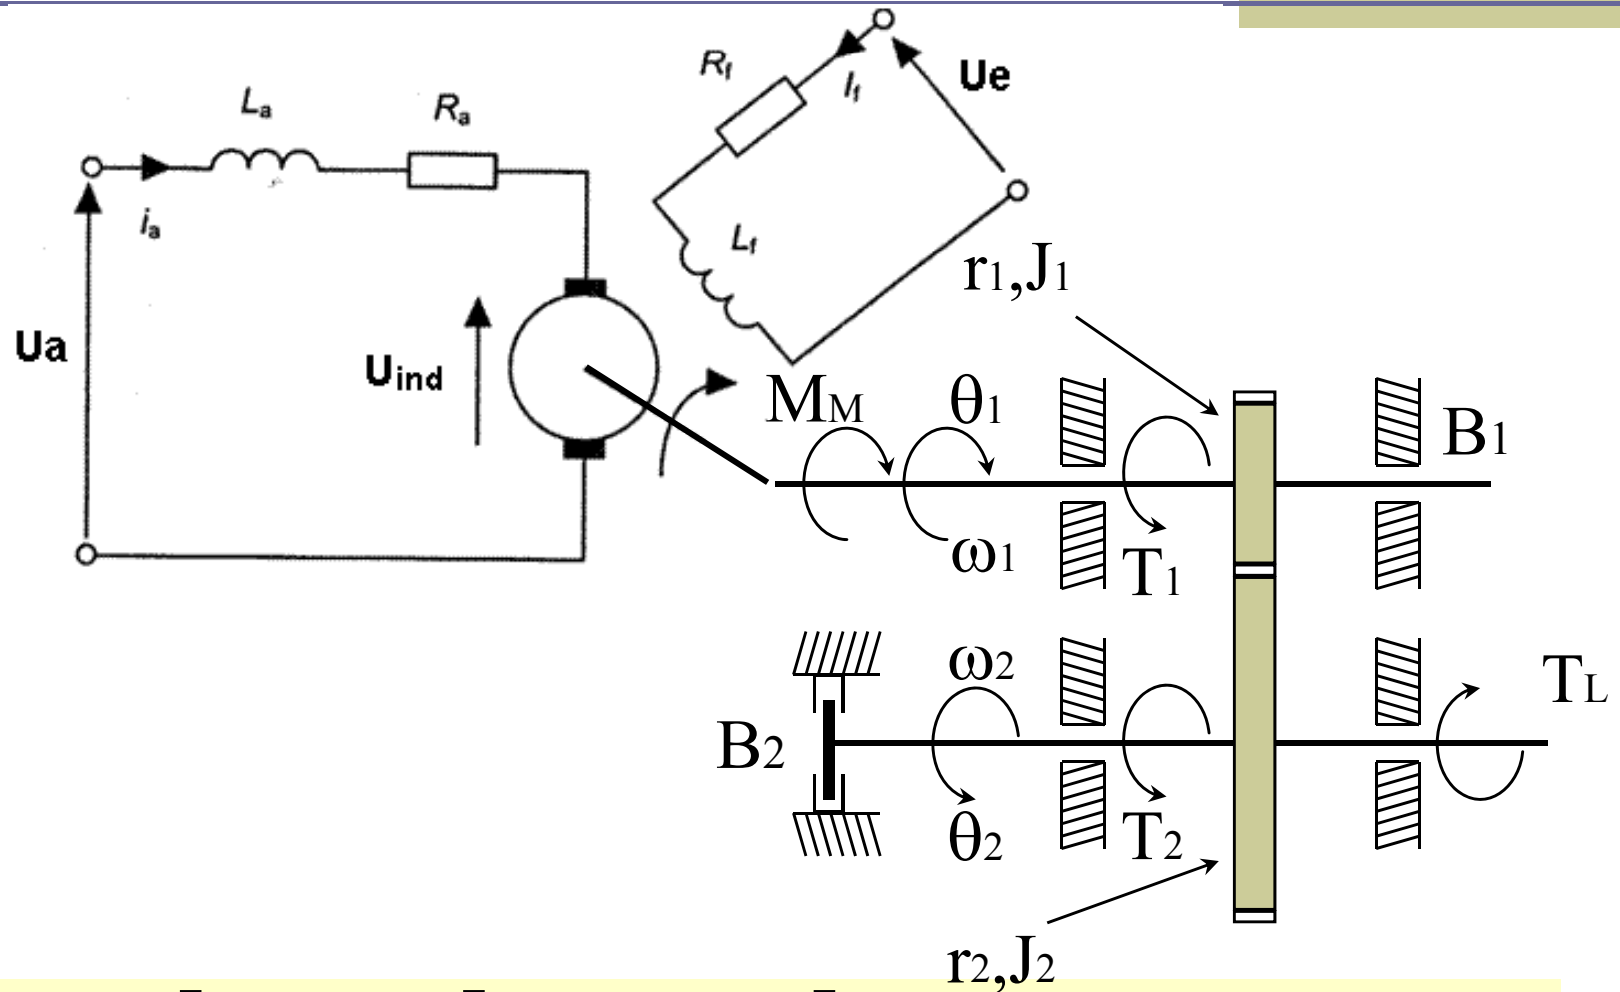 Rf
If
Ue
La
Ra
ia
Lf
r1,J1
Ua
Uind
MM
θ1
B1
ω1
T1
ω2
TL
B2
θ2
T2
r2,J2